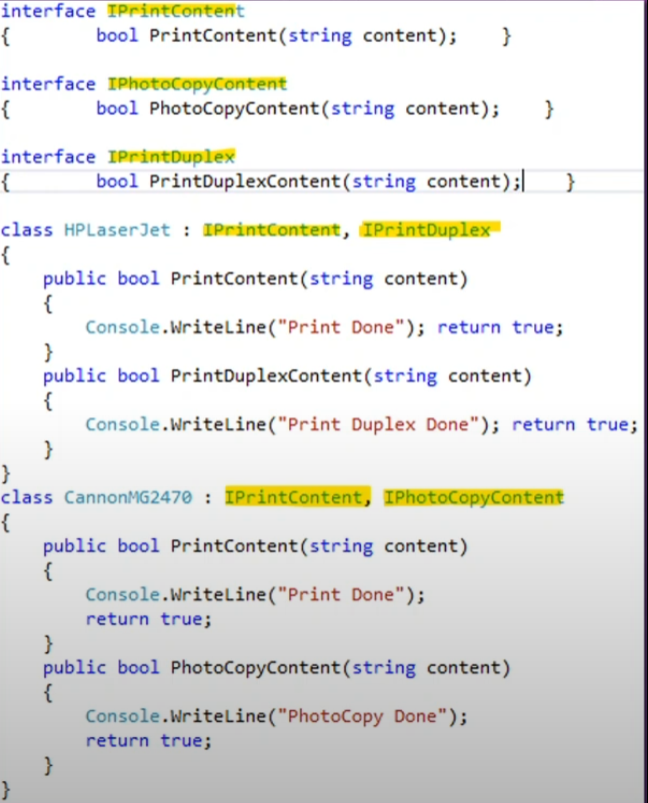 interface IPrintContent
{        bool PrintContent(string content);    }
interface IPhotoCopyContent
{        bool PhotoCopyContent(string content);    }
interface IPrintDuplex
{        bool PrintDuplexContent(string content);    }
class HPLaserJet : IPrintContent, IPrintDuplex
{
    public bool PrintContent(string content)
    {
        Console.WriteLine("Print Done"); return true;
    }
    public bool PrintDuplexContent(string content)
    {
        Console.WriteLine("Print Duplex Done"); return true;
    }
}
class CannonMG2470 : IPrintContent, IPhotoCopyContent
{
    public bool PrintContent(string content)
    {
        Console.WriteLine("Print Done");
        return true;
    }
    public bool PhotoCopyContent(string content)
    {
        Console.WriteLine("PhotoCopy Done");
        return true;
    }
}